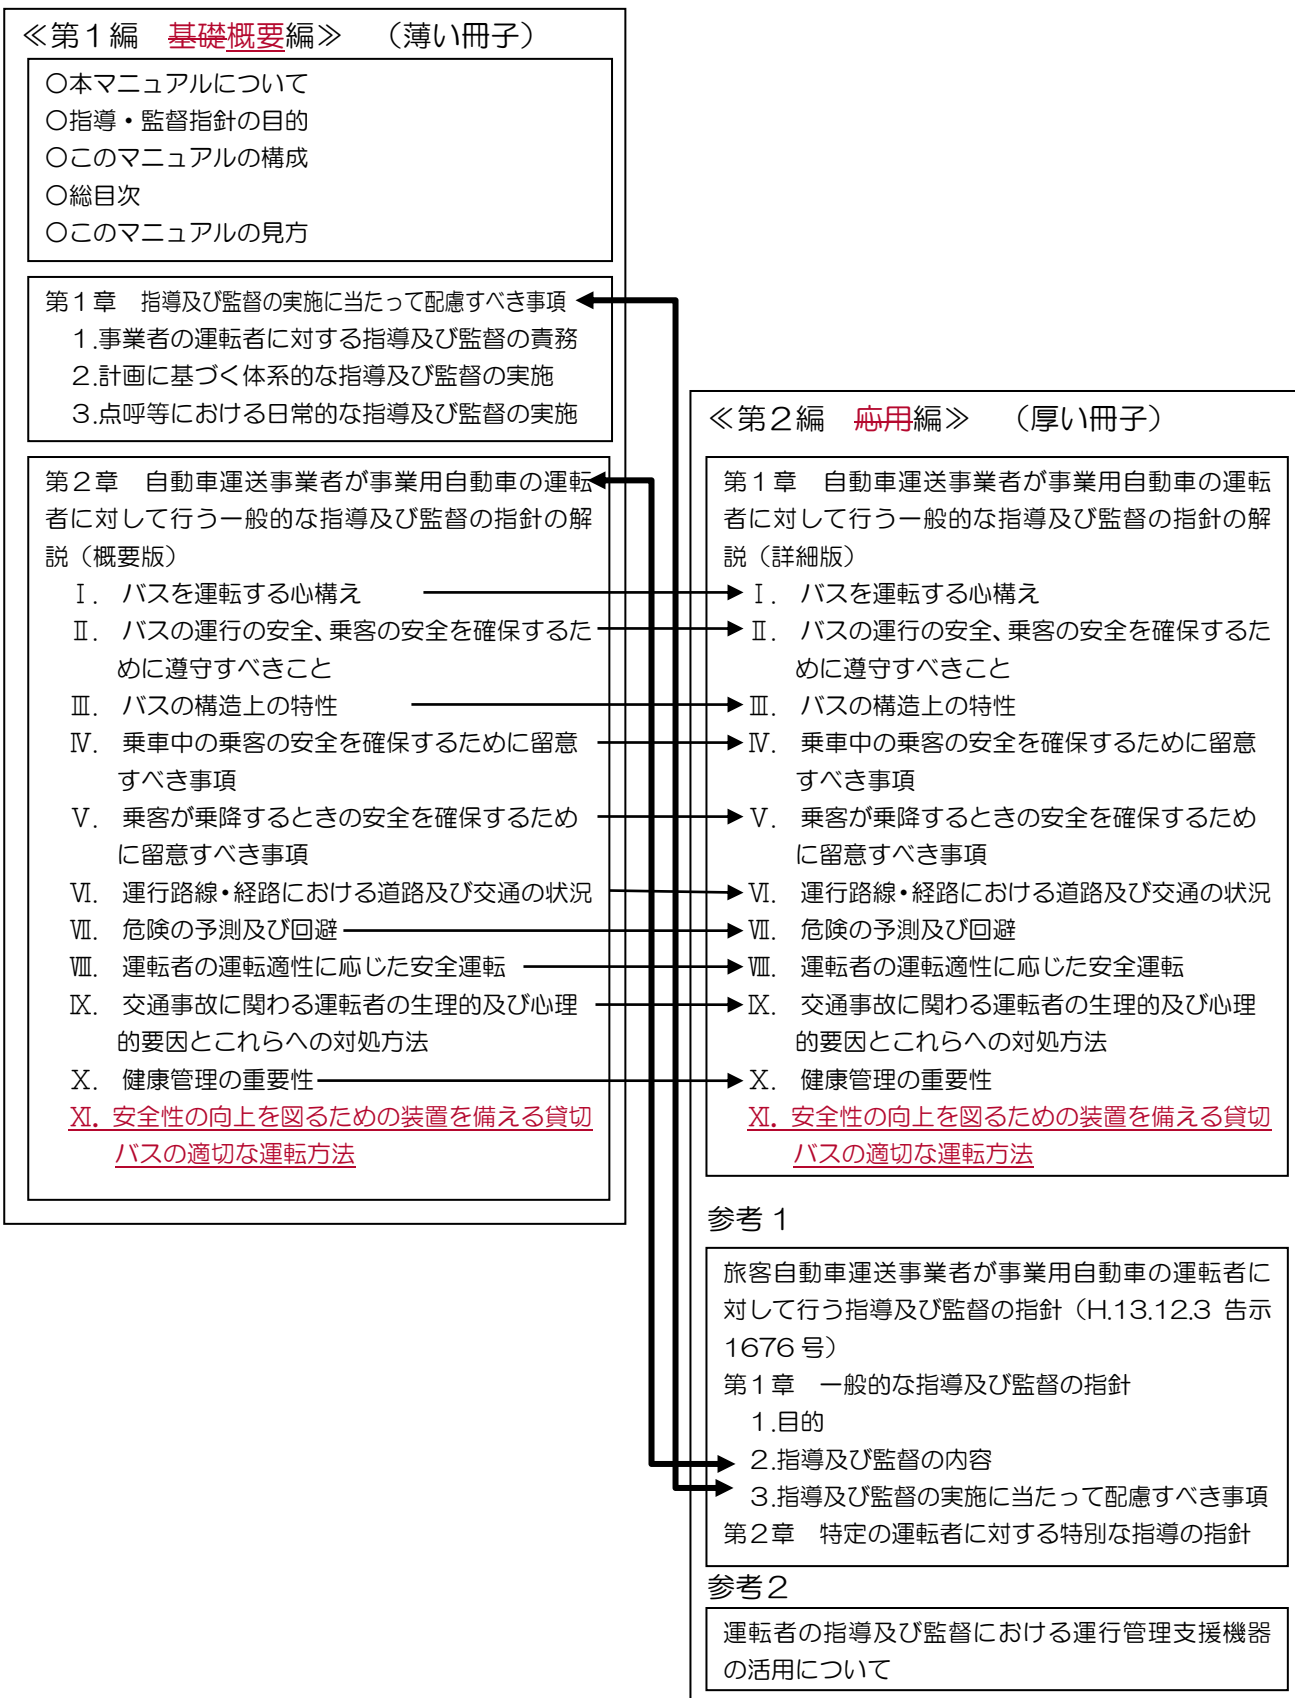 ≪第１編　基礎概要編≫　（薄い冊子）
○本マニュアルについて
○指導・監督指針の目的
○このマニュアルの構成
○総目次
○このマニュアルの見方
第１章　指導及び監督の実施に当たって配慮すべき事項
１.事業者の運転者に対する指導及び監督の責務
２.計画に基づく体系的な指導及び監督の実施
３.点呼等における日常的な指導及び監督の実施
第２章　自動車運送事業者が事業用自動車の運転
者に対して行う一般的な指導及び監督の指針の解
説（概要版）
Ⅰ．バスを運転する心構え
Ⅱ．バスの運行の安全、乗客の安全を確保するた
めに遵守すべきこと
Ⅲ．バスの構造上の特性
Ⅳ．乗車中の乗客の安全を確保するために留意
すべき事項
Ⅴ．乗客が乗降するときの安全を確保するため
に留意すべき事項
Ⅵ．運行路線・経路における道路及び交通の状況
Ⅶ．危険の予測及び回避
Ⅷ．運転者の運転適性に応じた安全運転
Ⅸ．交通事故に関わる運転者の生理的及び心理
的要因とこれらへの対処方法
Ⅹ．健康管理の重要性
Ⅺ．安全性の向上を図るための装置を備える貸切
バスの適切な運転方法
≪第２編　応用編≫　（厚い冊子）
第１章　自動車運送事業者が事業用自動車の運転
者に対して行う一般的な指導及び監督の指針の解
説（詳細版）
Ⅰ．バスを運転する心構え
Ⅱ．バスの運行の安全、乗客の安全を確保するた
めに遵守すべきこと
Ⅲ．バスの構造上の特性
Ⅳ．乗車中の乗客の安全を確保するために留意
すべき事項
Ⅴ．乗客が乗降するときの安全を確保するため
に留意すべき事項
Ⅵ．運行路線・経路における道路及び交通の状況
Ⅶ．危険の予測及び回避
Ⅷ．運転者の運転適性に応じた安全運転
Ⅸ．交通事故に関わる運転者の生理的及び心理
的要因とこれらへの対処方法
Ⅹ．健康管理の重要性
Ⅺ．安全性の向上を図るための装置を備える貸切
バスの適切な運転方法
参考１
旅客自動車運送事業者が事業用自動車の運転者に
対して行う指導及び監督の指針（H.13.12.3 告示
1676 号）
第１章　一般的な指導及び監督の指針
１.目的
２.指導及び監督の内容
３.指導及び監督の実施に当たって配慮すべき事項
第２章　特定の運転者に対する特別な指導の指針
参考２
運転者の指導及び監督における運行管理支援機器
の活用について